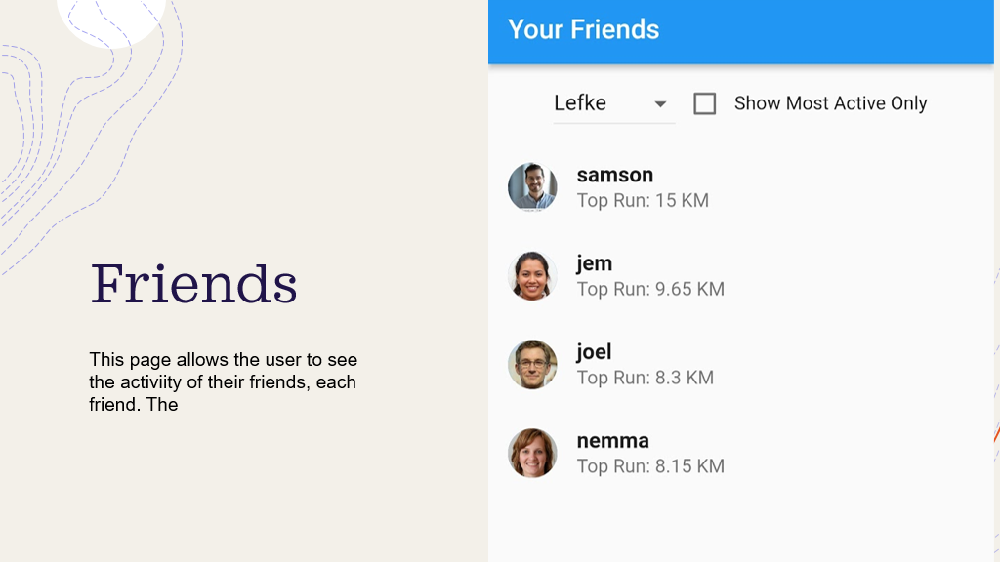 Friends
This page allows the user to see
the activiity of their friends, each
friend. The
Your Friends
Lefke
Show Most Active Only
samson
Top Run: 15 KM
jem
Top Run: 9.65 KM
joel
Top Run: 8.3 KM
nemma
Top Run: 8.15 KM